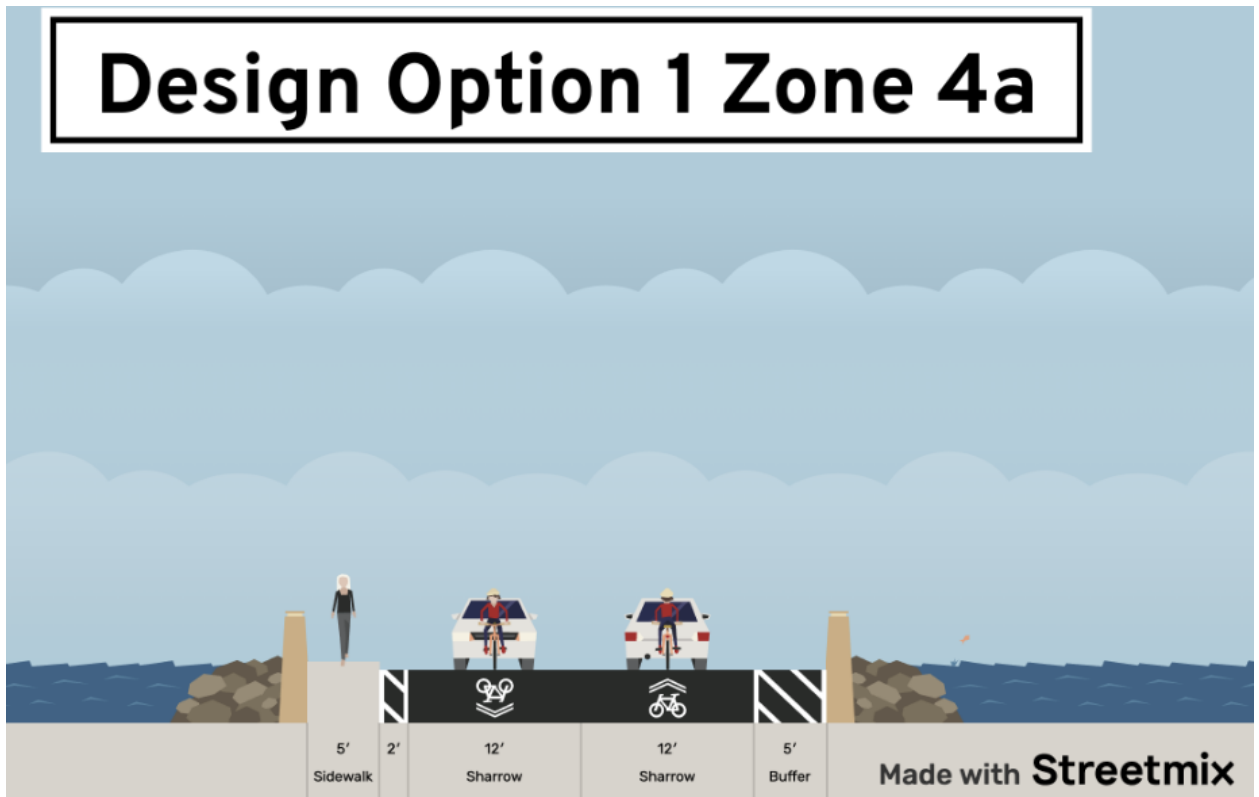 Design Option 1 Zone 4a
5′ 2′ 12′ 12′ 5′
Sidewalk Sharrow Sharrow Buffer
Made with Streetmix